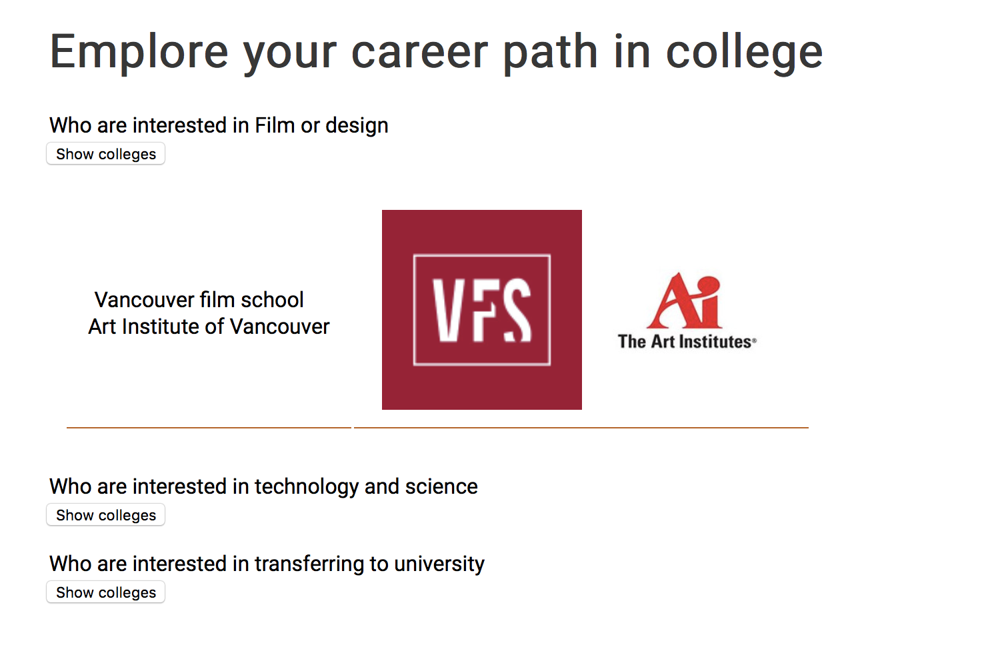 Emplore your career path in college
Who are interested in Film or design
Show colleges
Vancouver film school
Art Institute of Vancouver
VFS
Ai
The Art Institutes®
Who are interested in technology and science
Show colleges
Who are interested in transferring to university
Show colleges